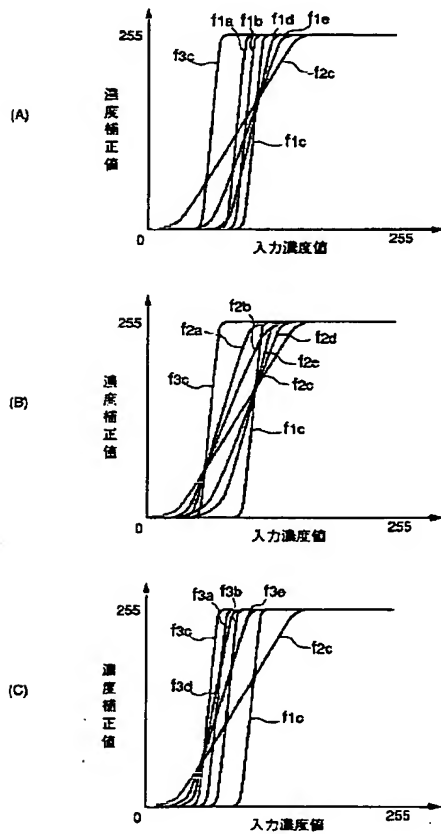 (A)
255
f1a
f1b
f1d
f1e
f3c
f2c
f1c
濃度補正値
0
入力濃度値
255
(B)
255
f2b
f2a
f2d
f2e
f3c
f2c
f1c
濃度補正値
0
入力濃度値
255
(C)
255
f3a
f3b
f3e
f3c
f2c
f3d
f1c
濃度補正値
0
入力濃度値
255